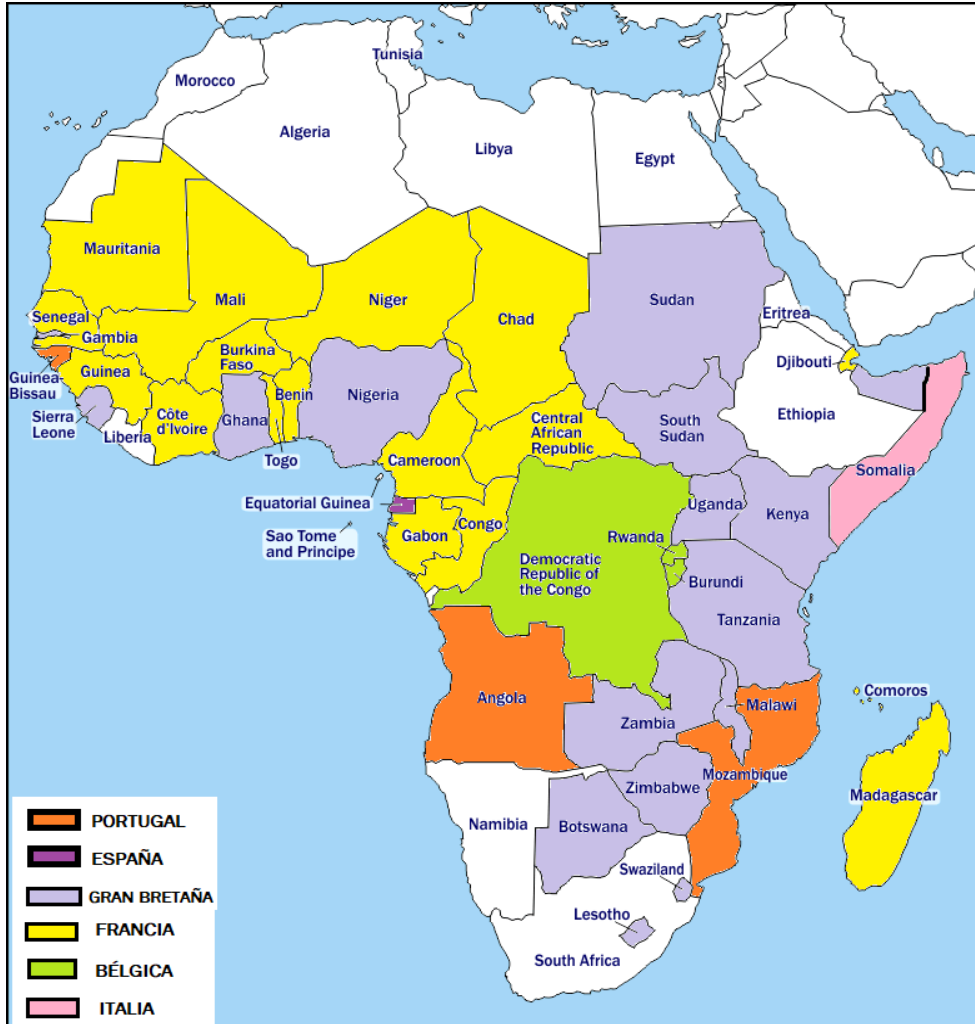 Tunisia
Morocco
Algeria
Libya
Egypt
Mauritania
Mali
Niger
Chad
Sudan
Eritrea
Senegal
Gambia
Burkina
Faso
Djibouti
Guinea-
Bissau
Guinea
Benin
Nigeria
Sierra
Leone
Côte
d'Ivoire
Ghana
Central
African
Republic
South
Sudan
Ethiopia
Liberia
Togo
Cameroon
Somalia
Equatorial Guinea
Uganda
Kenya
Sao Tome
and Principe
Gabon
Congo
Rwanda
Democratic
Republic of
the Congo
Burundi
Tanzania
Angola
Comoros
Malawi
Zambia
Mozambique
Zimbabwe
Madagascar
Namibia
Botswana
Swaziland
Lesotho
South Africa
PORTUGAL
ESPAÑA
GRAN BRETAÑA
FRANCIA
BÉLGICA
ITALIA